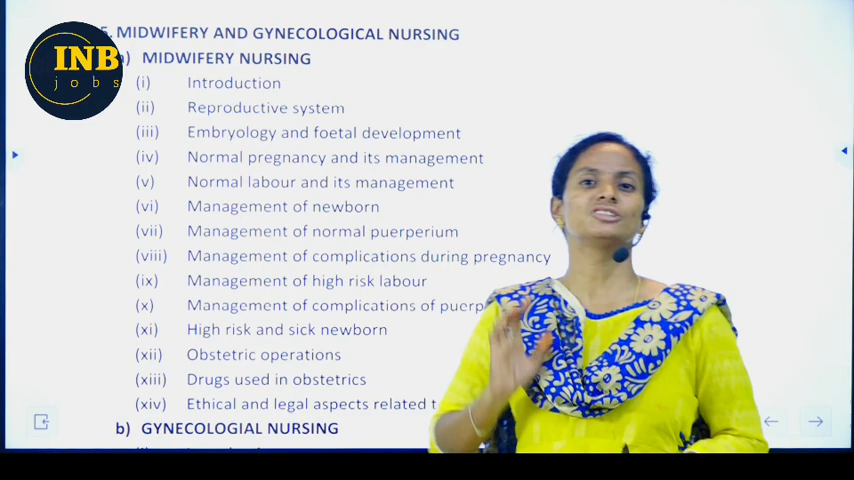 5. MIDWIFERY AND GYNECOLOGICAL NURSING
INB
jobs
MIDWIFERY NURSING
(i) Introduction
(ii) Reproductive system
(iii) Embryology and foetal development
(iv) Normal pregnancy and its management
(v) Normal labour and its management
(vi) Management of newborn
(vii) Management of normal puerperium
(viii) Management of complications during pregnancy
(ix) Management of high risk labour
(x) Management of complications of
(xi) High risk and sick newborn
(xii) Obstetric operations
(xiii) Drugs used in obstetrics
(xiv) Ethical and legal aspects related
b) GYNECOLOGIAL NURSING